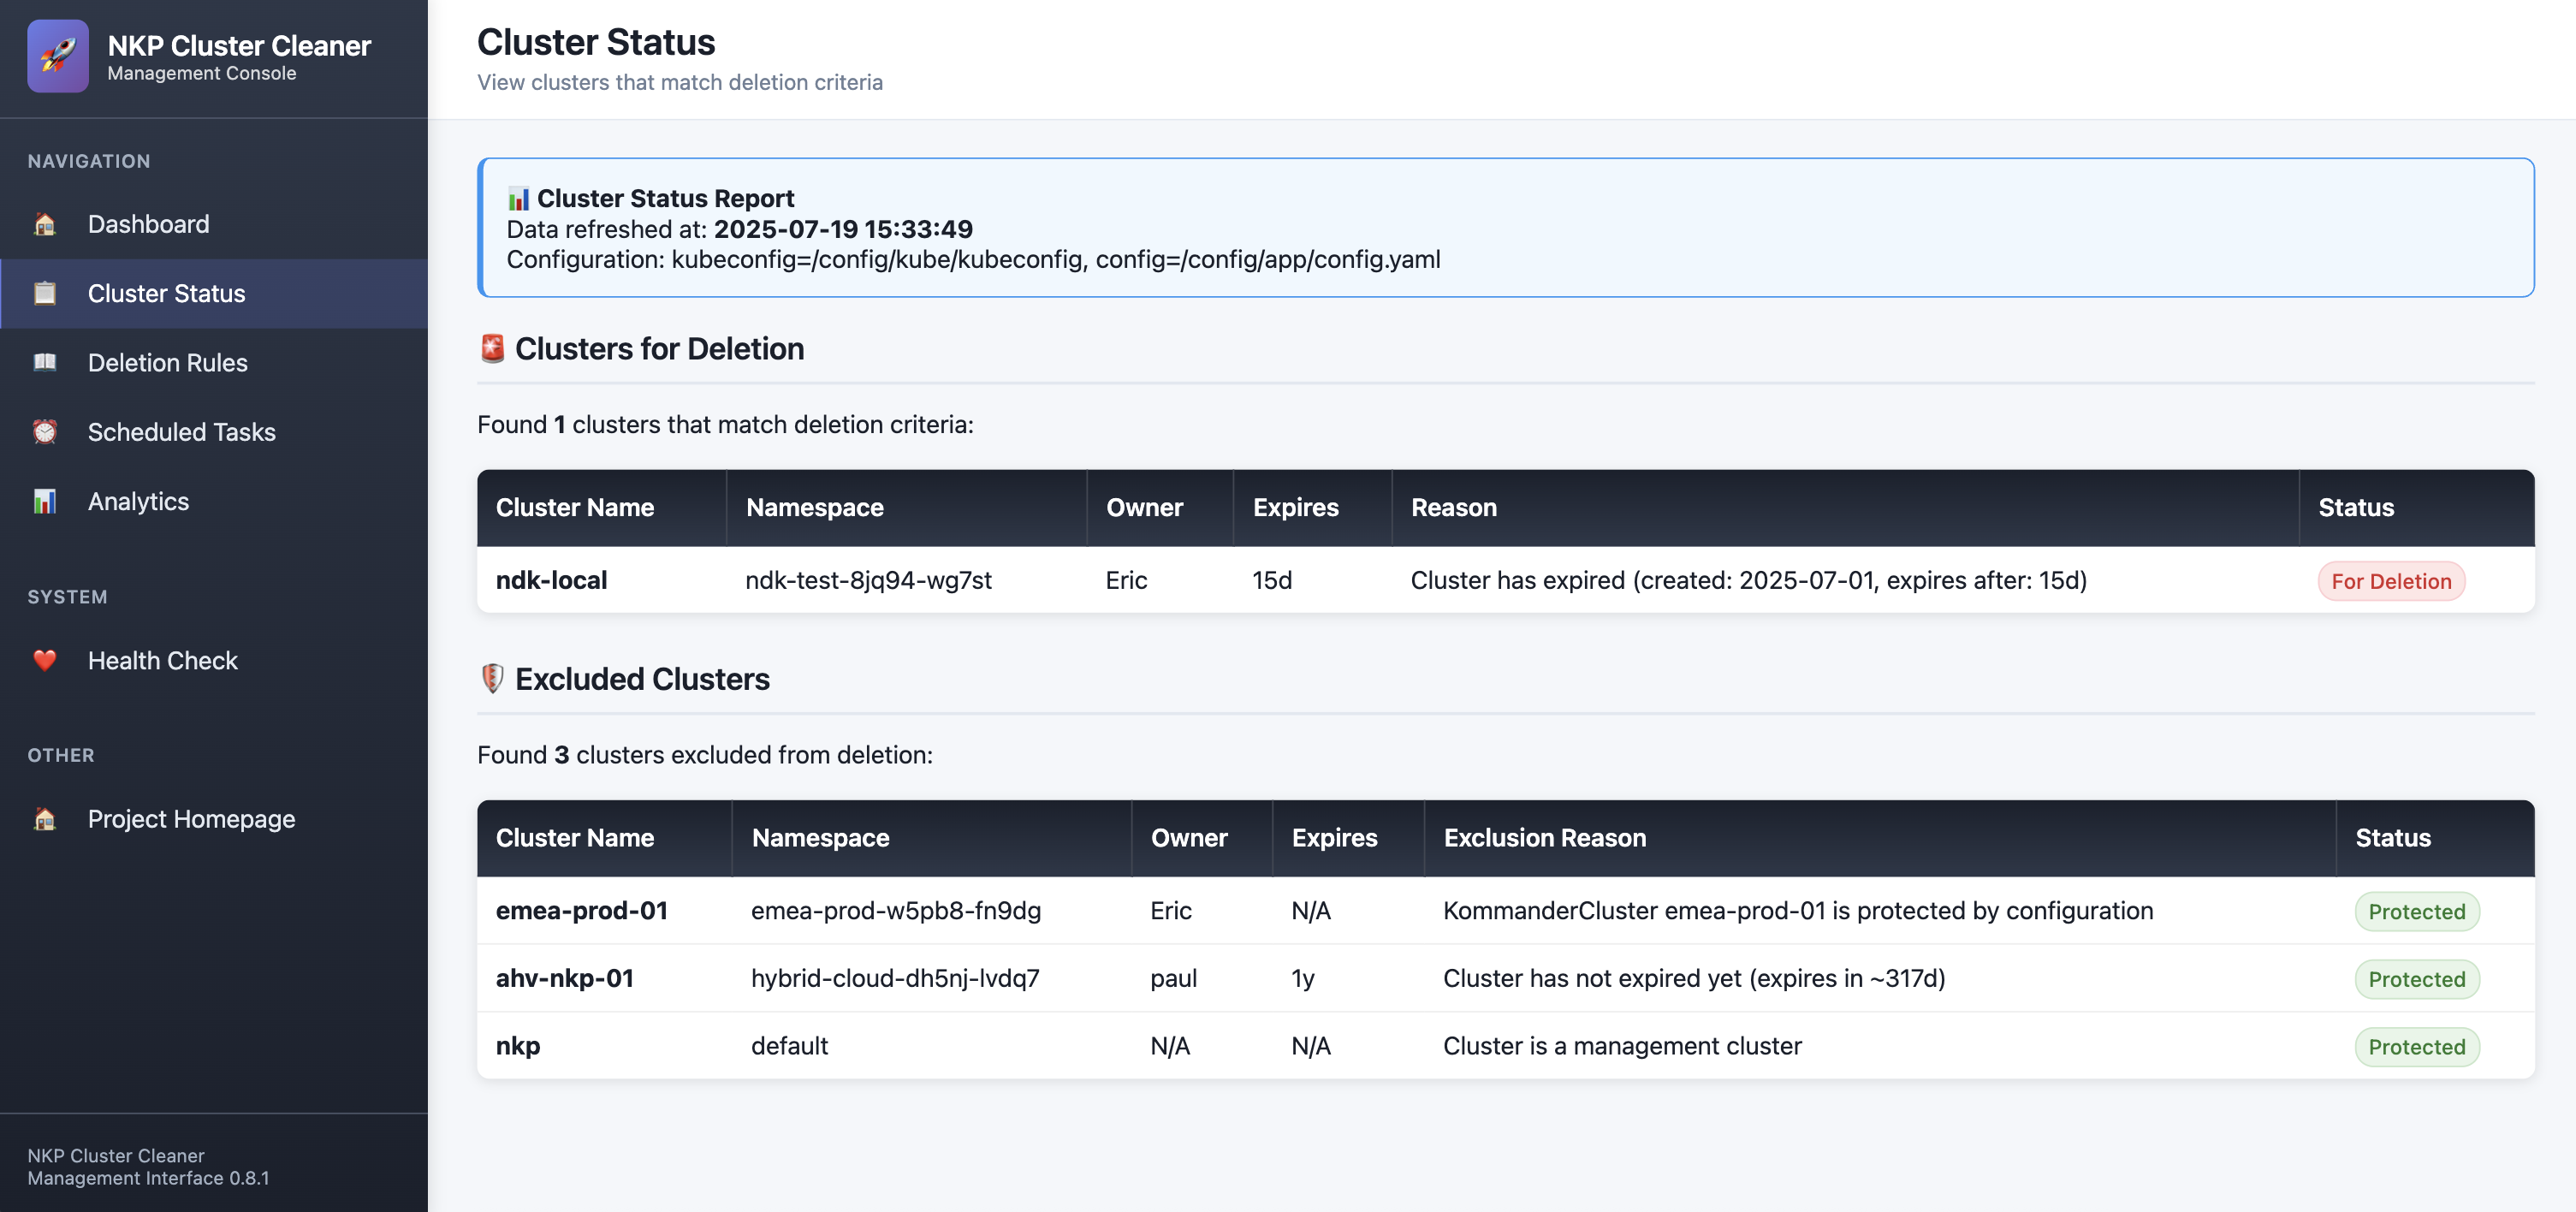 NKP Cluster Cleaner
Management Console
NAVIGATION
Dashboard
Cluster Status
Deletion Rules
Scheduled Tasks
Analytics
SYSTEM
Health Check
OTHER
Project Homepage
NKP Cluster Cleaner
Management Interface 0.8.1
Cluster Status
View clusters that match deletion criteria
Cluster Status Report
Data refreshed at: 2025-07-19 15:33:49
Configuration: kubeconfig=/config/kube/kubeconfig, config=/config/app/config.yaml
Clusters for Deletion
Found 1 clusters that match deletion criteria:
Cluster Name Namespace Owner Expires Reason Status
ndk-local ndk-test-8jq94-wg7st Eric 15d Cluster has expired (created: 2025-07-01, expires after: 15d) For Deletion
Excluded Clusters
Found 3 clusters excluded from deletion:
Cluster Name Namespace Owner Expires Exclusion Reason Status
emea-prod-01 emea-prod-w5pb8-fn9dg Eric N/A KommanderCluster emea-prod-01 is protected by configuration Protected
ahv-nkp-01 hybrid-cloud-dh5nj-lvdq7 paul 1y Cluster has not expired yet (expires in ~317d) Protected
nkp default N/A N/A Cluster is a management cluster Protected